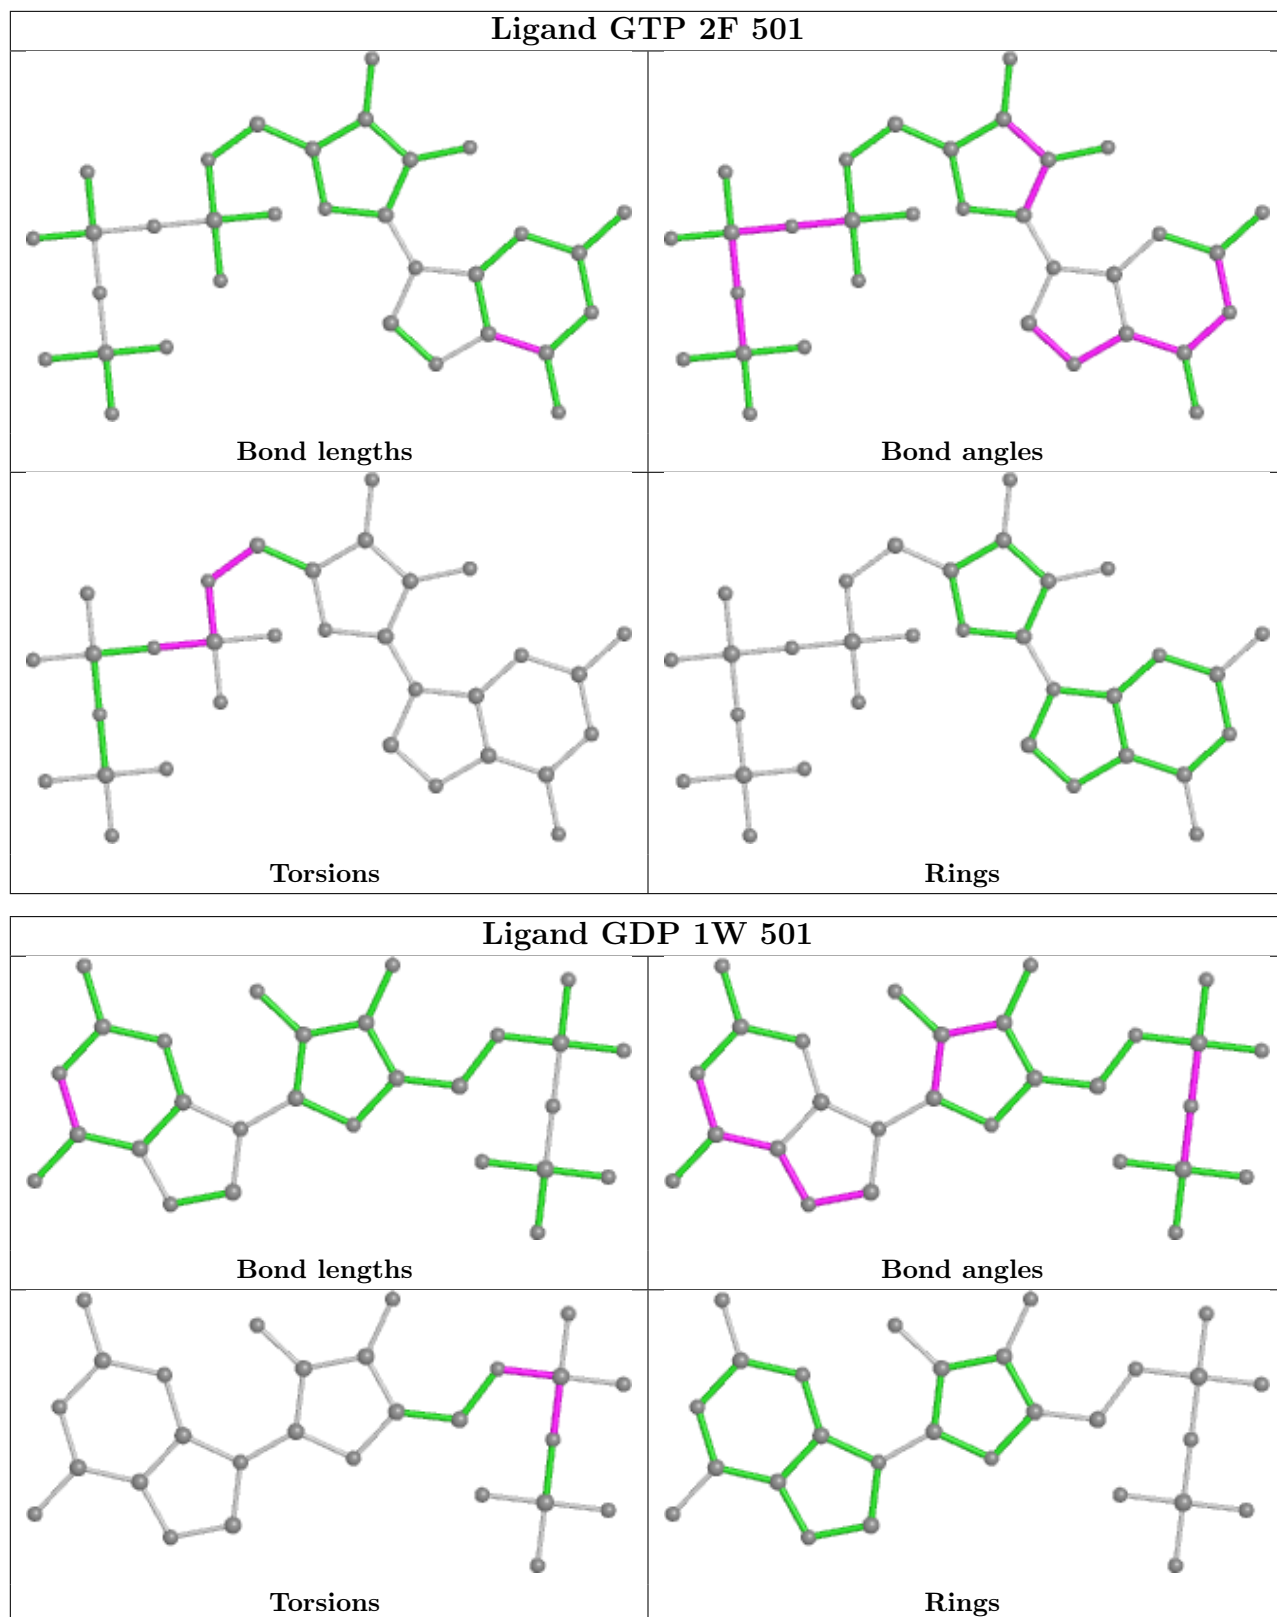 Ligand GTP 2F 501
Bond lengths
Bond angles
Torsions
Rings
Ligand GDP 1W 501
Bond lengths
Bond angles
Torsions
Rings